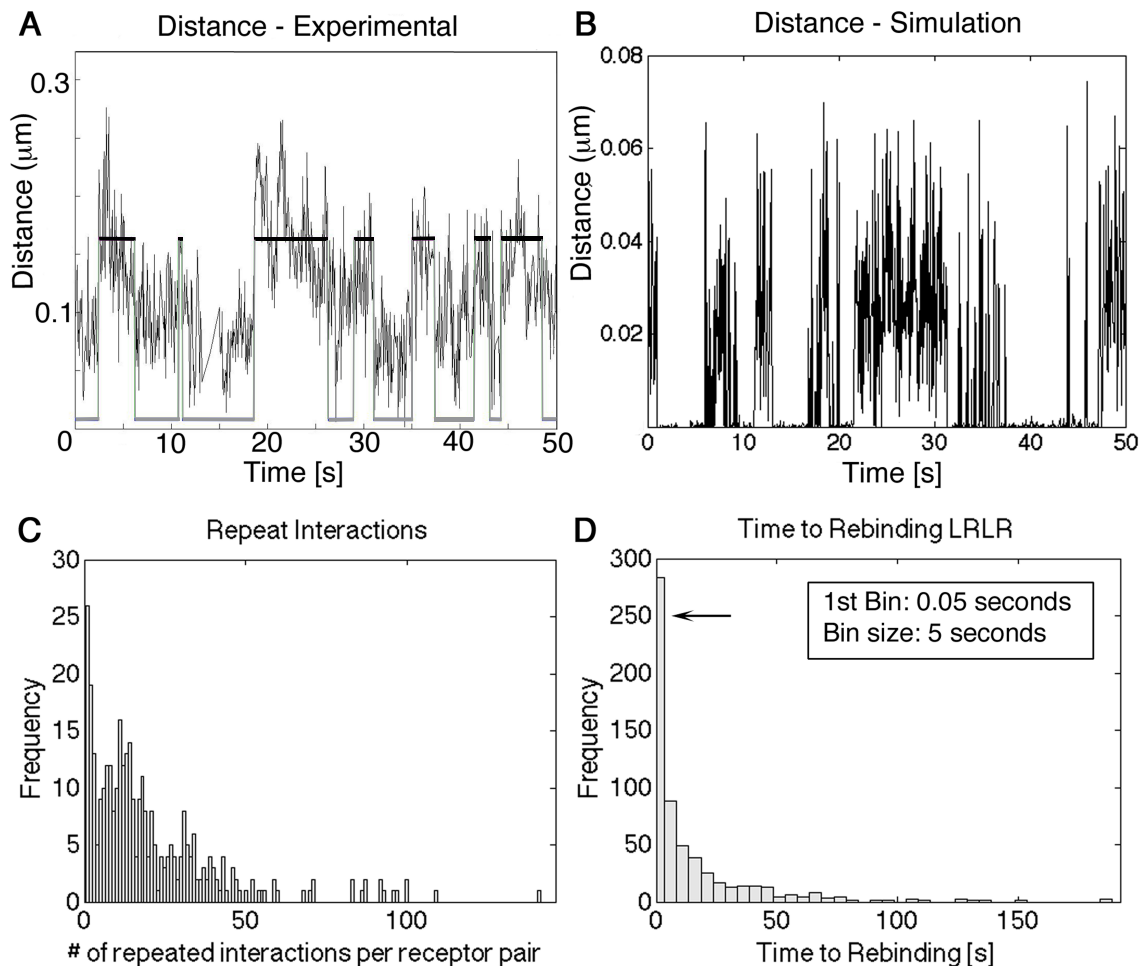 A
Distance - Experimental
0.3
0.1
Distance (μm)
0 10 20 30 40 50
Time [s]
B
Distance - Simulation
0.08
0.06
0.04
0.02
0
Distance (μm)
0 10 20 30 40 50
Time [s]
C
Repeat Interactions
30
25
20
15
10
5
0
Frequency
0 50 100
# of repeated interactions per receptor pair
D
Time to Rebinding LRLR
300
250
200
150
100
50
0
Frequency
1st Bin: 0.05 seconds
Bin size: 5 seconds
0 50 100 150
Time to Rebinding [s]